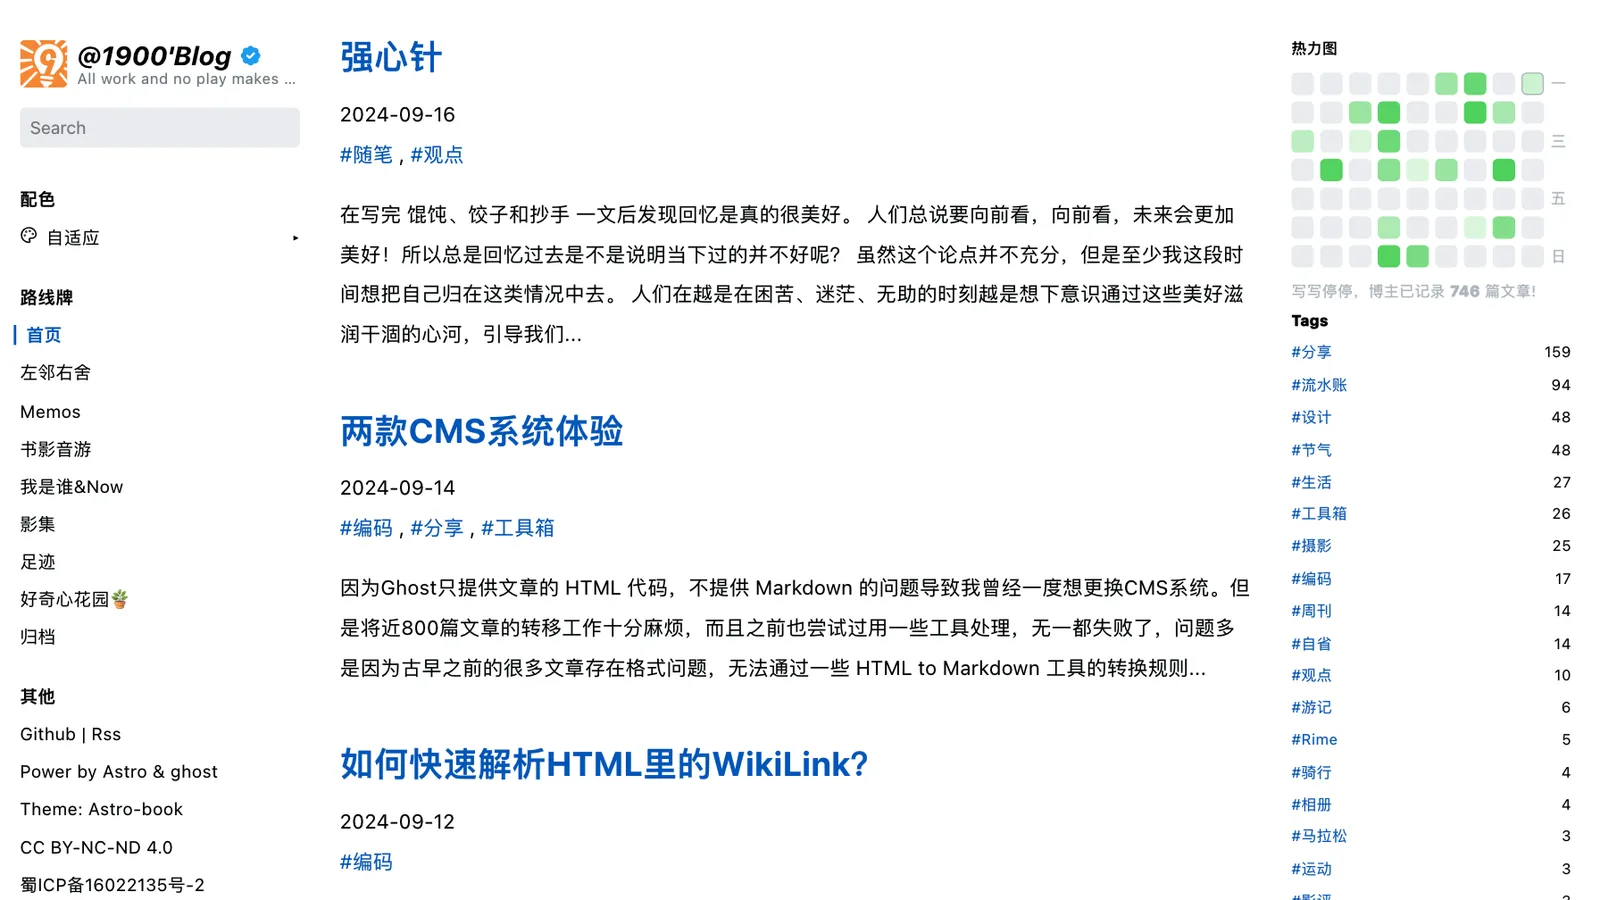 @1900'Blog
All work and no play makes ...
Search
配色
自适应
路线牌
首页
左邻右舍
Memos
书影音游
我是谁&Now
影集
足迹
好奇心花园🪴
归档
其他
Github | Rss
Power by Astro & ghost
Theme: Astro-book
CC BY-NC-ND 4.0
蜀ICP备16022135号-2
强心针
2024-09-16
#随笔 , #观点
在写完 馄饨、饺子和抄手 一文后发现回忆是真的很美好。 人们总说要向前看，向前看，未来会更加
美好！所以总是回忆过去是不是说明当下过的并不好呢？ 虽然这个论点并不充分，但是至少我这段时
间想把自己归在这类情况中去。 人们在越是在困苦、迷茫、无助的时刻越是想下意识通过这些美好滋
润干涸的心河，引导我们...
两款CMS系统体验
2024-09-14
#编码 , #分享 , #工具箱
因为Ghost只提供文章的 HTML 代码，不提供 Markdown 的问题导致我曾经一度想更换CMS系统。但
是将近800篇文章的转移工作十分麻烦，而且之前也尝试过用一些工具处理，无一都失败了，问题多
是因为古早之前的很多文章存在格式问题，无法通过一些 HTML to Markdown 工具的转换规则...
如何快速解析HTML里的WikiLink?
2024-09-12
#编码
热力图
一
三
五
日
写写停停，博主已记录 746 篇文章!
Tags
#分享 159
#流水账 94
#设计 48
#节气 48
#生活 27
#工具箱 26
#摄影 25
#编码 17
#周刊 14
#自省 14
#观点 10
#游记 6
#Rime 5
#骑行 4
#相册 4
#马拉松 3
#运动 3